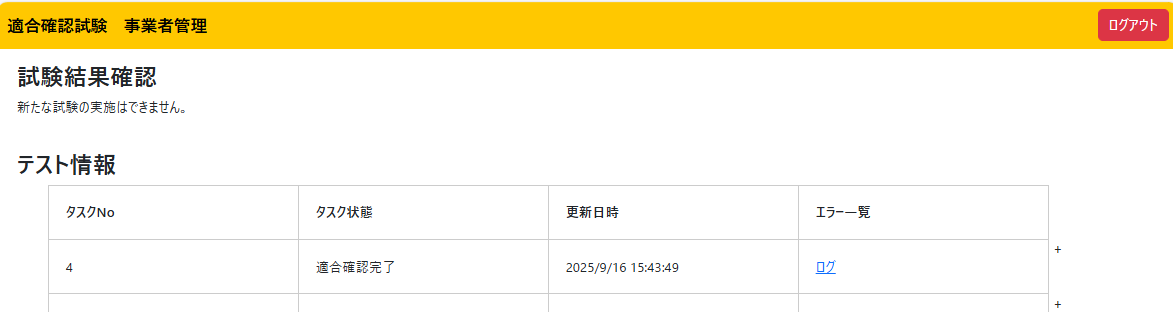 適合確認試験　事業者管理
ログアウト
試験結果確認
新たな試験の実施はできません。
テスト情報
タスクNo タスク状態 更新日時 エラー一覧
+
4 適合確認完了 2025/9/16 15:43:49 ログ
+